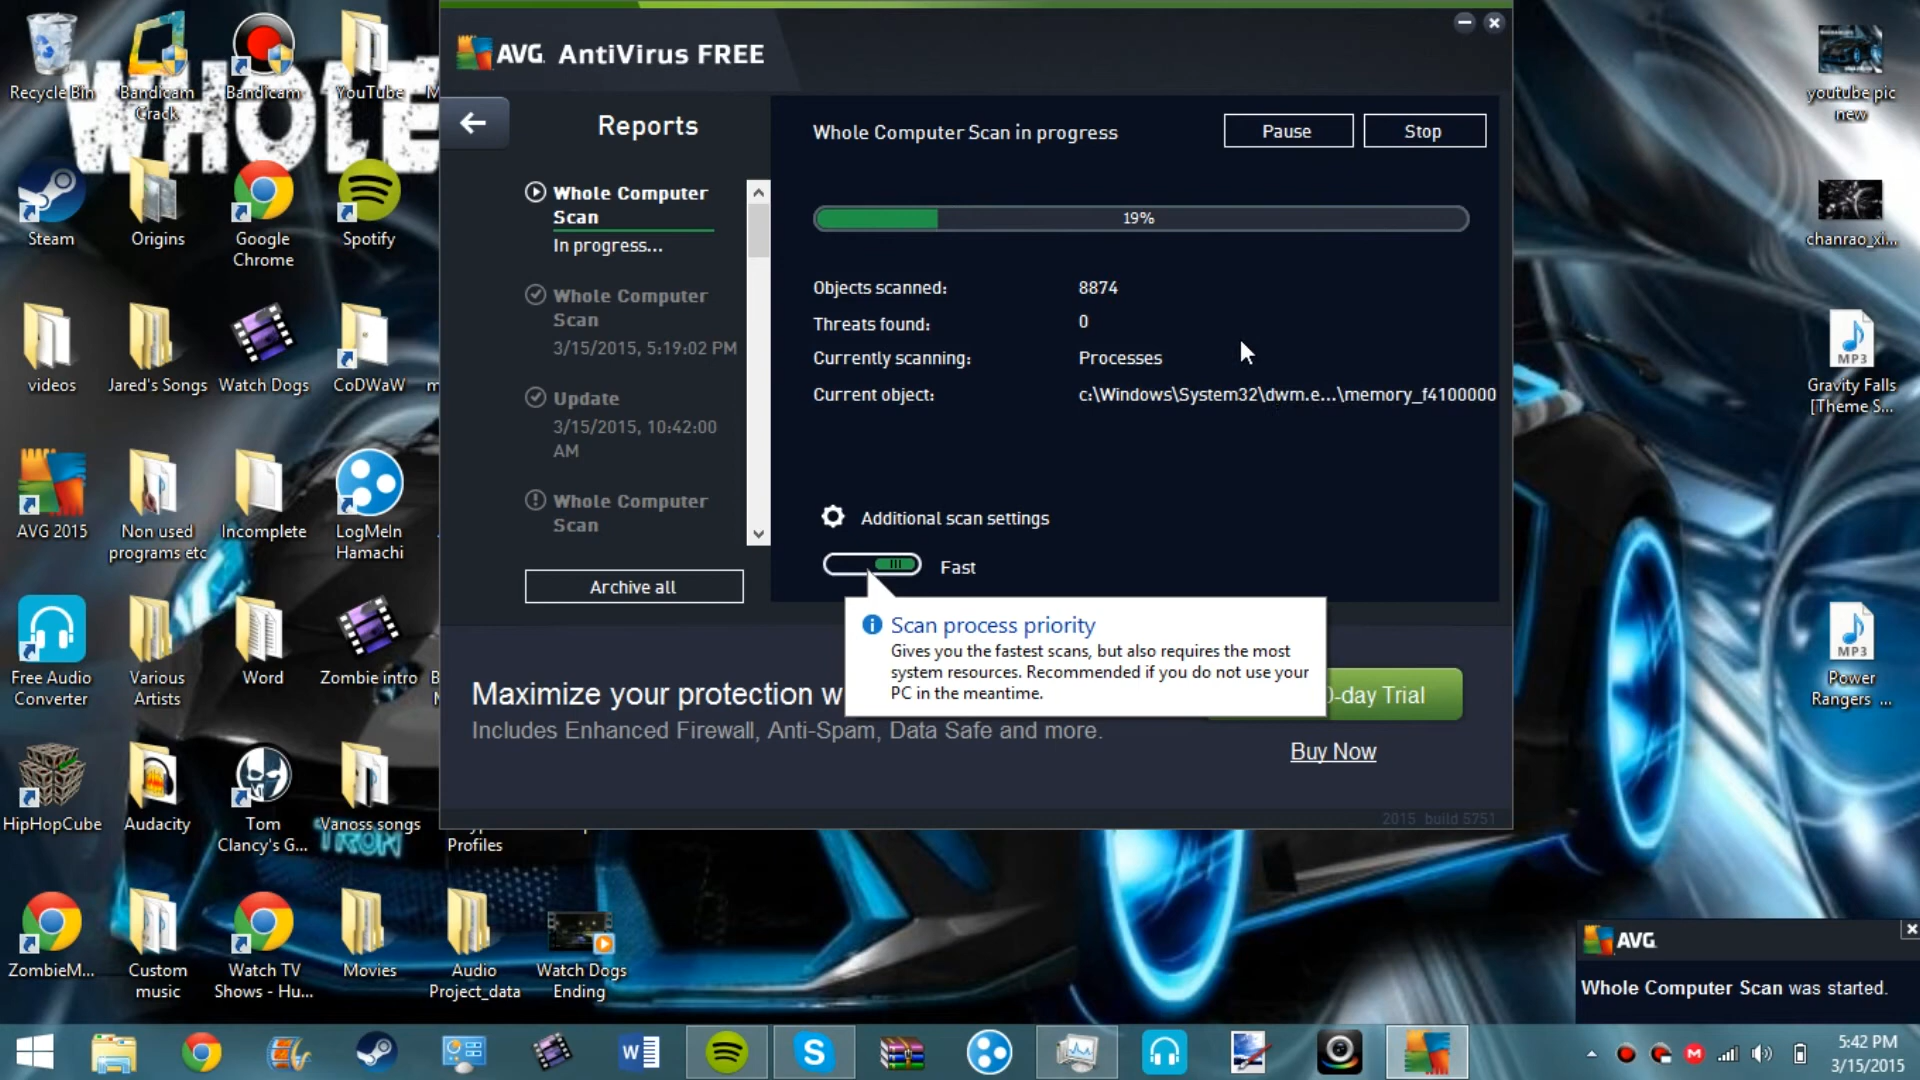 WHOLE
Recycle Bin
Bandicam
Crack
Bandicam
YouTube
Steam
Origins
Google
Chrome
Spotify
videos
Jared's Songs
Watch Dogs
CoDWaW
AVG 2015
Non used
programs etc
Incomplete
LogMeIn
Hamachi
Free Audio
Converter
Various
Artists
Word
Zombie intro
HipHopCube
Audacity
Tom
Clancy's G...
Vanoss songs
TRON
Profiles
ZombieM...
Custom
music
Watch TV
Shows - Hu...
Movies
Audio
Project_data
Watch Dogs
Ending
AVG. AntiVirus FREE
Reports
Whole Computer
Scan
In progress...
Whole Computer
Scan
3/15/2015, 5:19:02 PM
Update
3/15/2015, 10:42:00
AM
Whole Computer
Scan
Archive all
Whole Computer Scan in progress
Pause
Stop
19%
Objects scanned: 8874
Threats found: 0
Currently scanning: Processes
Current object: c:\Windows\System32\dwm.e...\memory_f4100000
Additional scan settings
Fast
Scan process priority
Gives you the fastest scans, but also requires the most
system resources. Recommended if you do not use your
PC in the meantime.
Maximize your protection
-day Trial
Includes Enhanced Firewall, Anti-Spam, Data Safe and more.
Buy Now
2015 build 5751
youtube pic
new
chanrao_xi...
MP3
Gravity Falls
[Theme S...
MP3
Power
Rangers ...
AVG.
Whole Computer Scan was started.
5:42 PM
3/15/2015